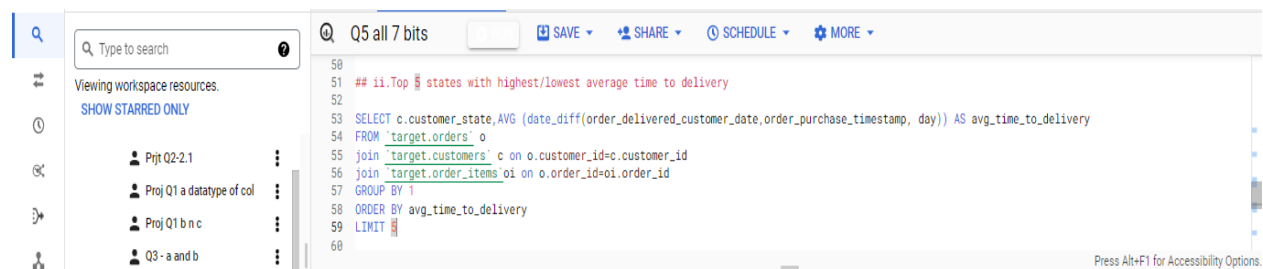 Q5 all 7 bits
SAVE
SHARE
SCHEDULE
MORE
Type to search
Viewing workspace resources.
SHOW STARRED ONLY
Prjt Q2-2.1
Proj Q1 a datatype of col
Proj Q1 b n c
Q3 - a and b
50
51 ## ii.Top 5 states with highest/lowest average time to delivery
52
53 SELECT c.customer_state,AVG (date_diff(order_delivered_customer_date,order_purchase_timestamp, day)) AS avg_time_to_delivery
54 FROM `target.orders` o
55 join `target.customers` c on o.customer_id=c.customer_id
56 join `target.order_items`oi on o.order_id=oi.order_id
57 GROUP BY 1
58 ORDER BY avg_time_to_delivery
59 LIMIT 5
60
Press Alt+F1 for Accessibility Options.